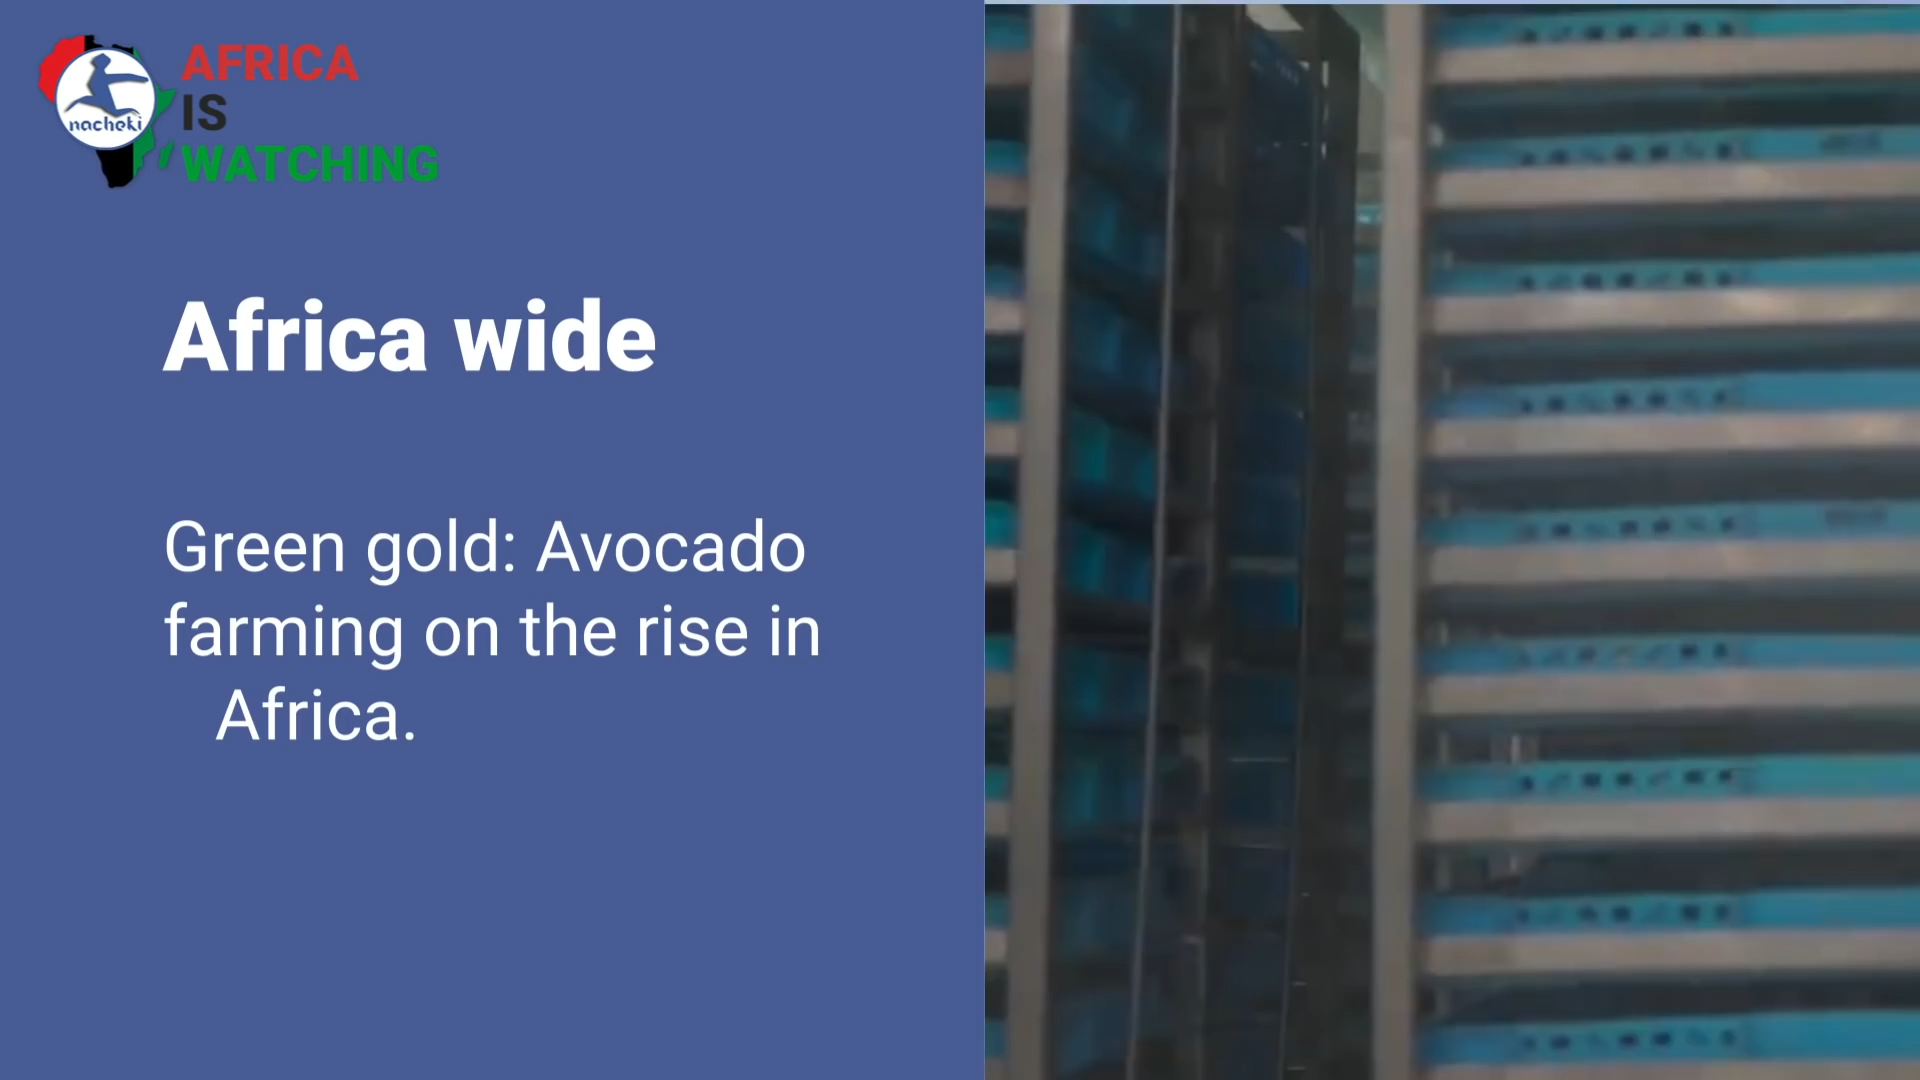 AFRICA
IS
WATCHING
nacheki
Africa wide
Green gold: Avocado
farming on the rise in
Africa.